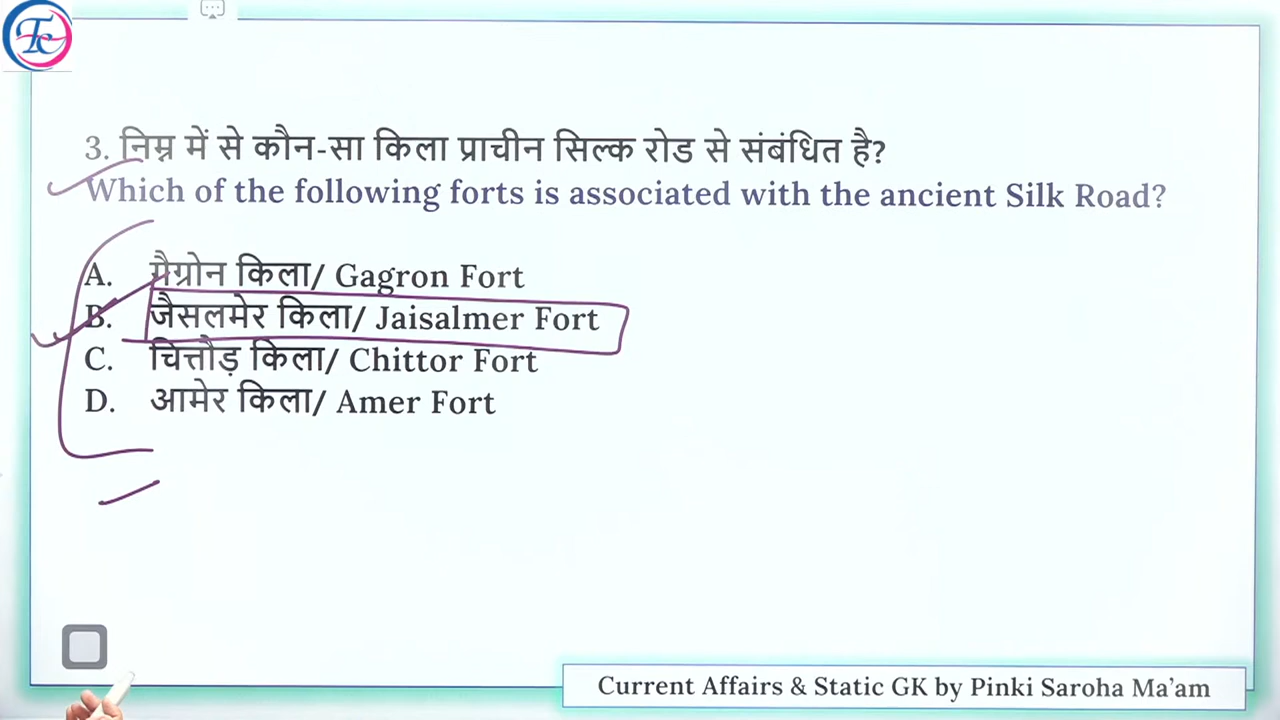 Tc
3. निम्न में से कौन-सा किला प्राचीन सिल्क रोड से संबंधित है?
Which of the following forts is associated with the ancient Silk Road?
A. गैग्रोन किला/ Gagron Fort
B. जैसलमेर किला/ Jaisalmer Fort
C. चित्तौड़ किला/ Chittor Fort
D. आमेर किला/ Amer Fort
Current Affairs & Static GK by Pinki Saroha Ma'am